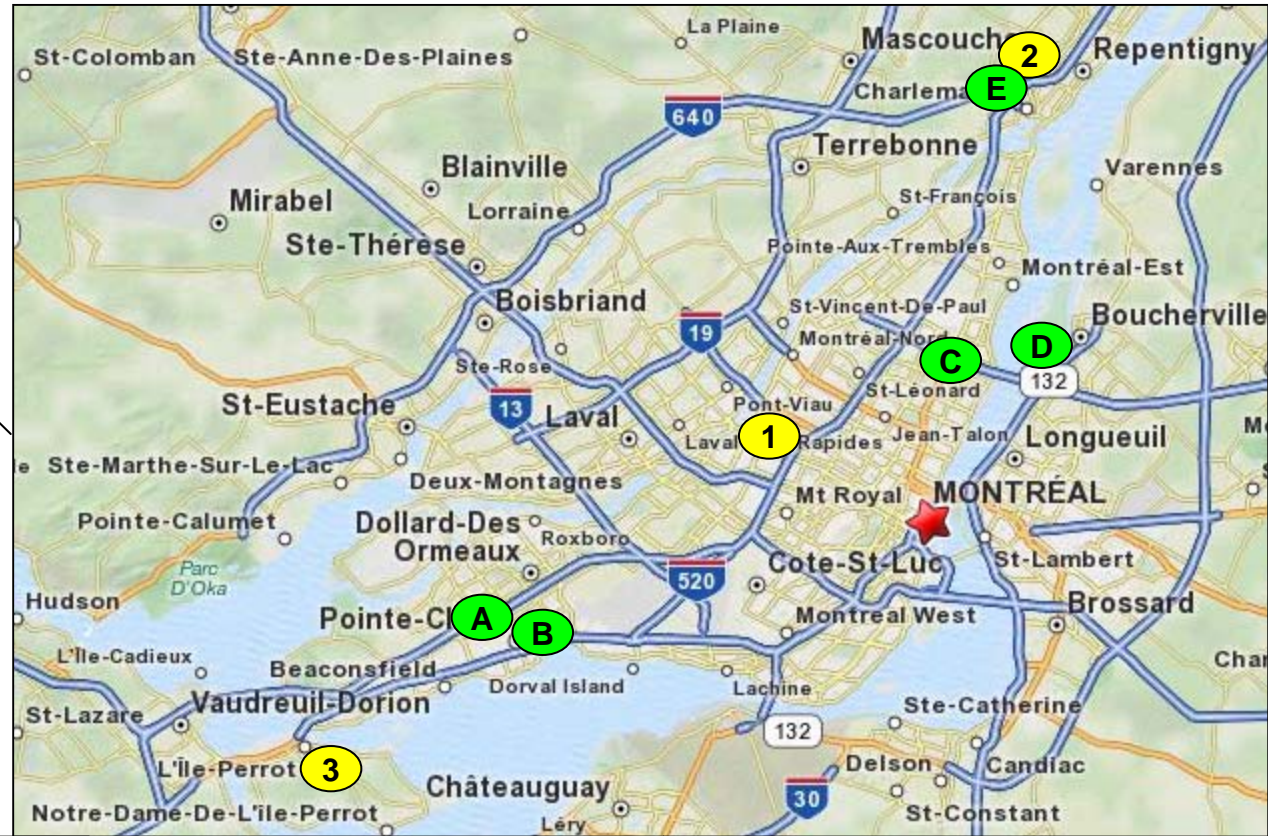 La Plaine
St-Colomban
Ste-Anne-Des-Plaines
Mascouche
2
Repentigny
Charlema
E
640
Terrebonne
Blainville
Varennes
Mirabel
St-François
Lorraine
Ste-Thérèse
Pointe-Aux-Trembles
Montréal-Est
Boisbriand
St-Vincent-De-Paul
Boucherville
19
Montréal-Nord
D
C
Ste-Rose
132
St-Léonard
St-Eustache
13
Laval
Pont-Viau
1
Laval
Rapides
Jean-Talon
Longueuil
Ste-Marthe-Sur-Le-Lac
Deux-Montagnes
Mt Royal
MONTRÉAL
Pointe-Calumet
Dollard-Des
Ormeaux
Roxboro
Parc
D'Oka
520
Cote-St-Luc
St-Lambert
Hudson
Pointe-Cl
A
B
Montreal West
Brossard
L'Île-Cadieux
Beaconsfield
Dorval Island
Lachine
Char
St-Lazare
Vaudreuil-Dorion
132
Ste-Catherine
L'Île-Perrot
3
Delson
Candiac
Châteauguay
30
Notre-Dame-De-L'île-Perrot
Léry
St-Constant